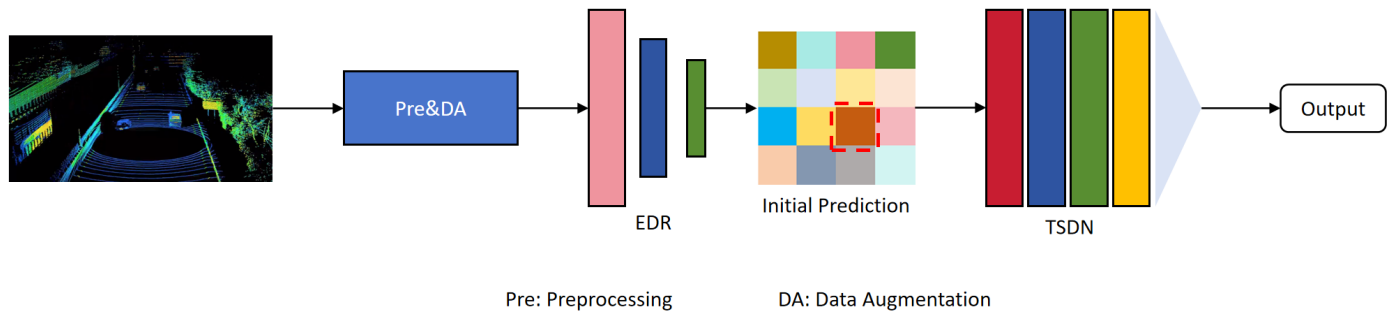 Pre&DA
EDR
Initial Prediction
TSDN
Output
Pre: Preprocessing
DA: Data Augmentation